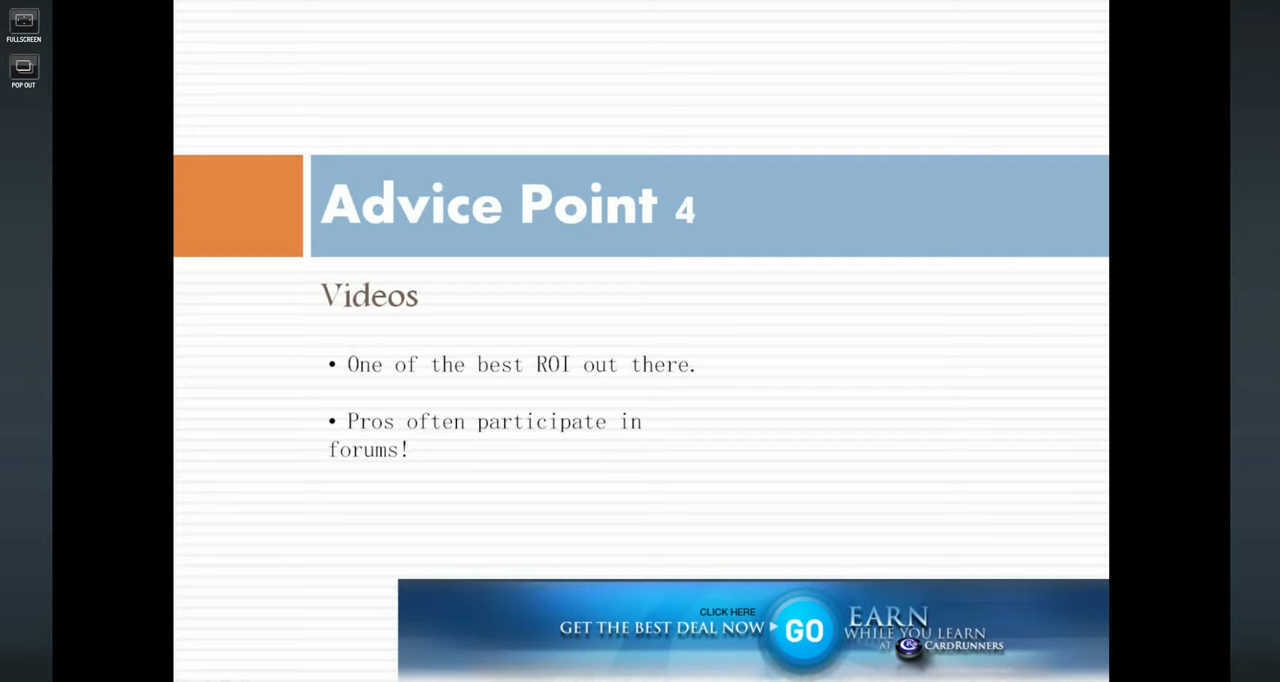 FULLSCREEN
POP OUT
Advice Point 4
Videos
• One of the best ROI out there.
• Pros often participate in
forums!
CLICK HERE
GET THE BEST DEAL NOW
GO
EARN
WHILE YOU LEARN
AT CR CARDRUNNERS